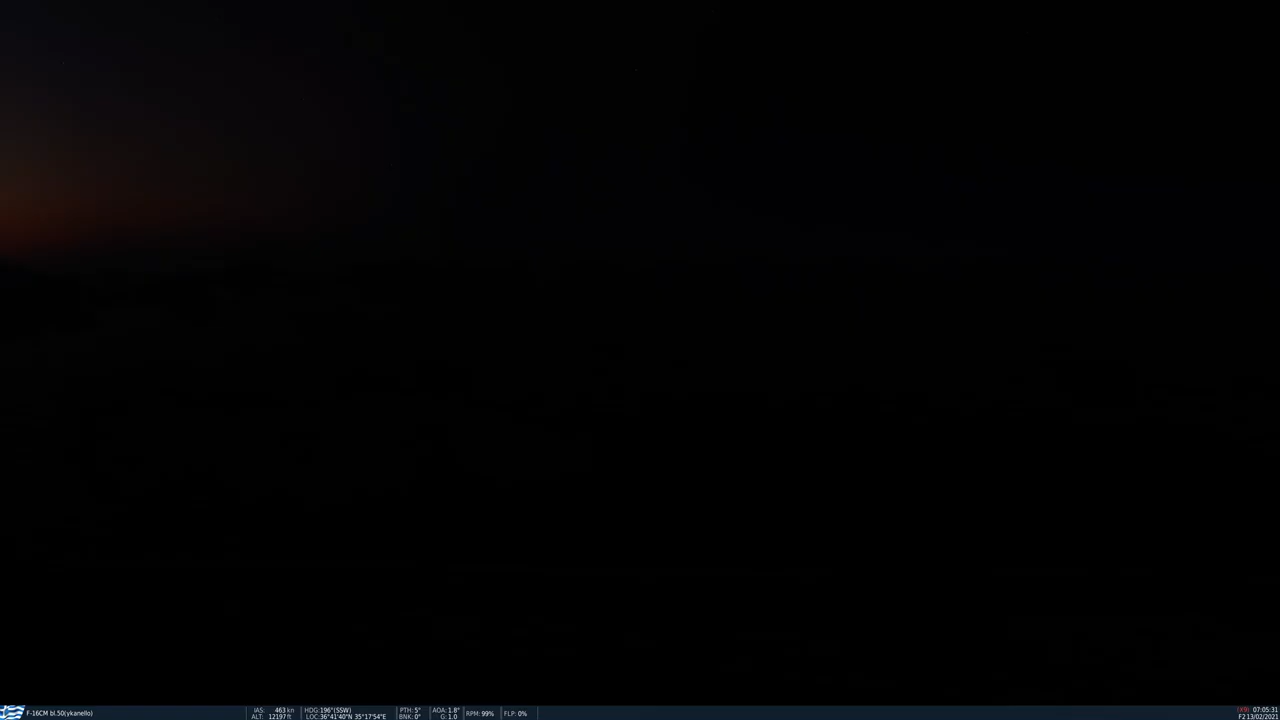 F-16CM bl.50(ykanello)
IAS: 463 kn
ALT: 12197 ft
HDG:196°(SSW)
LOC:36°41'40"N 35°17'54"E
PTH: 5°
BNK: 0°
AOA: 1.8°
G: 1.0
RPM: 99%
FLP: 0%
(x9) 07:05:31
F2 13/02/2021